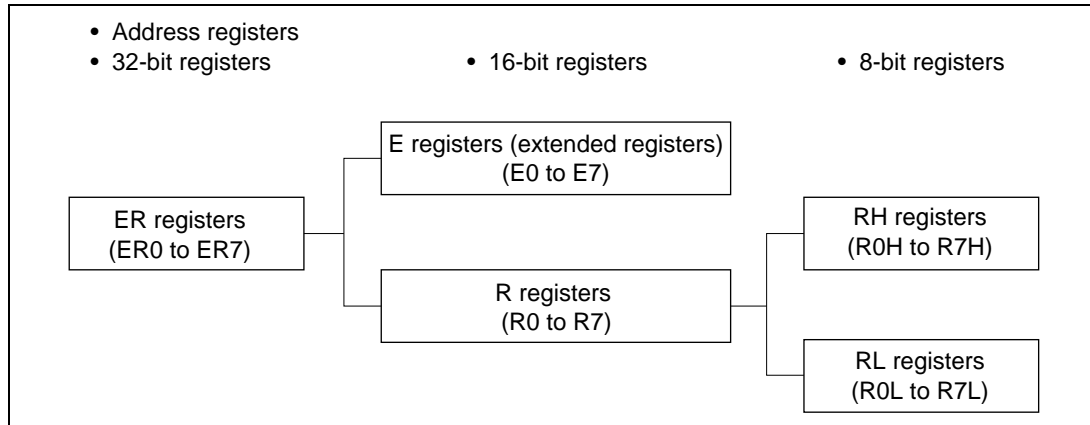 • Address registers
• 32-bit registers
• 16-bit registers
• 8-bit registers
E registers (extended registers)
(E0 to E7)
ER registers
(ER0 to ER7)
RH registers
(R0H to R7H)
R registers
(R0 to R7)
RL registers
(R0L to R7L)